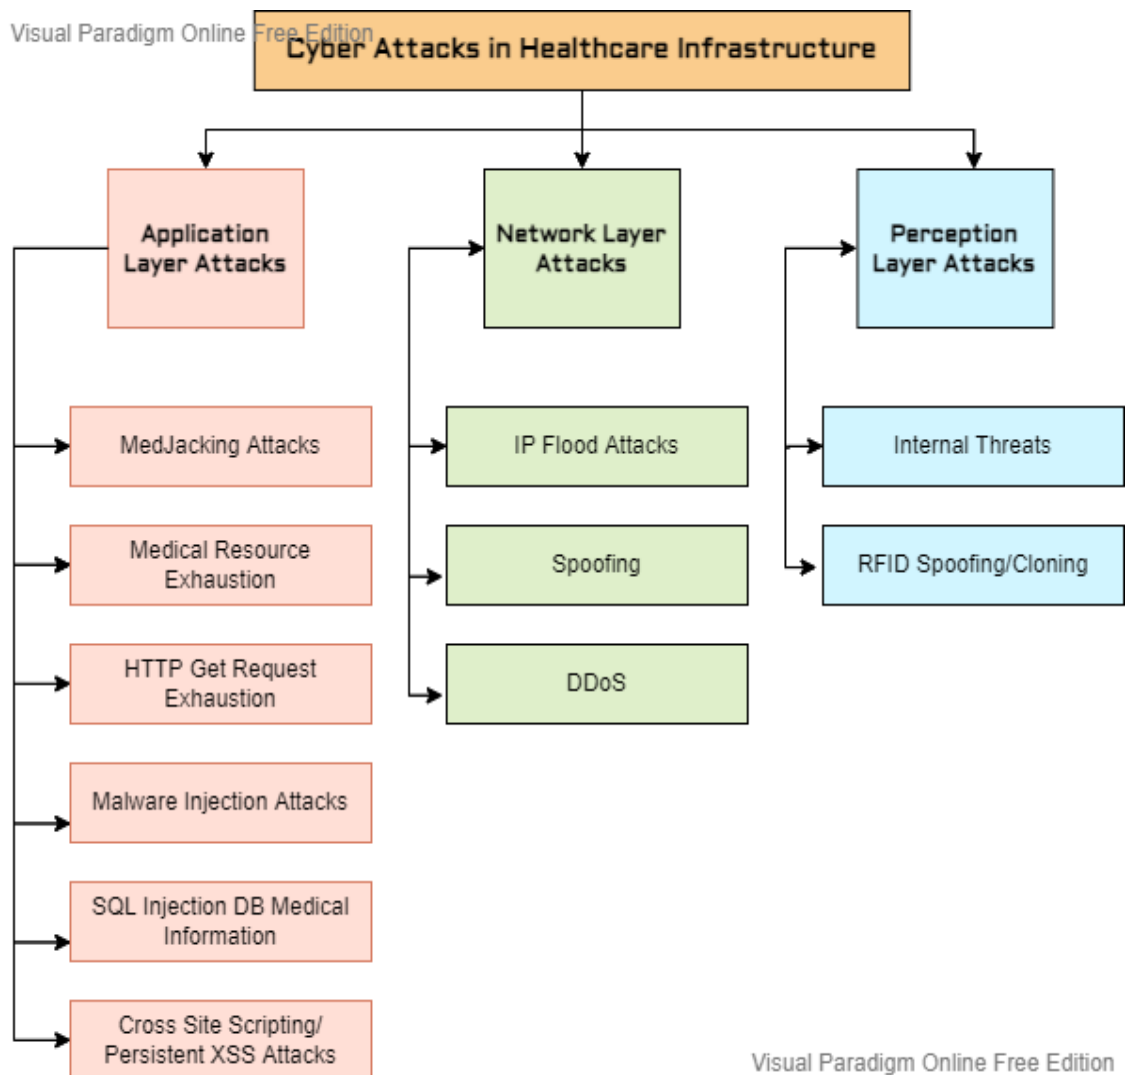 Visual Paradigm Online Free Edition
Cyber Attacks in Healthcare Infrastructure
Application
Layer Attacks
Network Layer
Attacks
Perception
Layer Attacks
MedJacking Attacks
IP Flood Attacks
Internal Threats
Medical Resource
Exhaustion
Spoofing
RFID Spoofing/Cloning
HTTP Get Request
Exhaustion
DDoS
Malware Injection Attacks
SQL Injection DB Medical
Information
Cross Site Scripting/
Persistent XSS Attacks
Visual Paradigm Online Free Edition